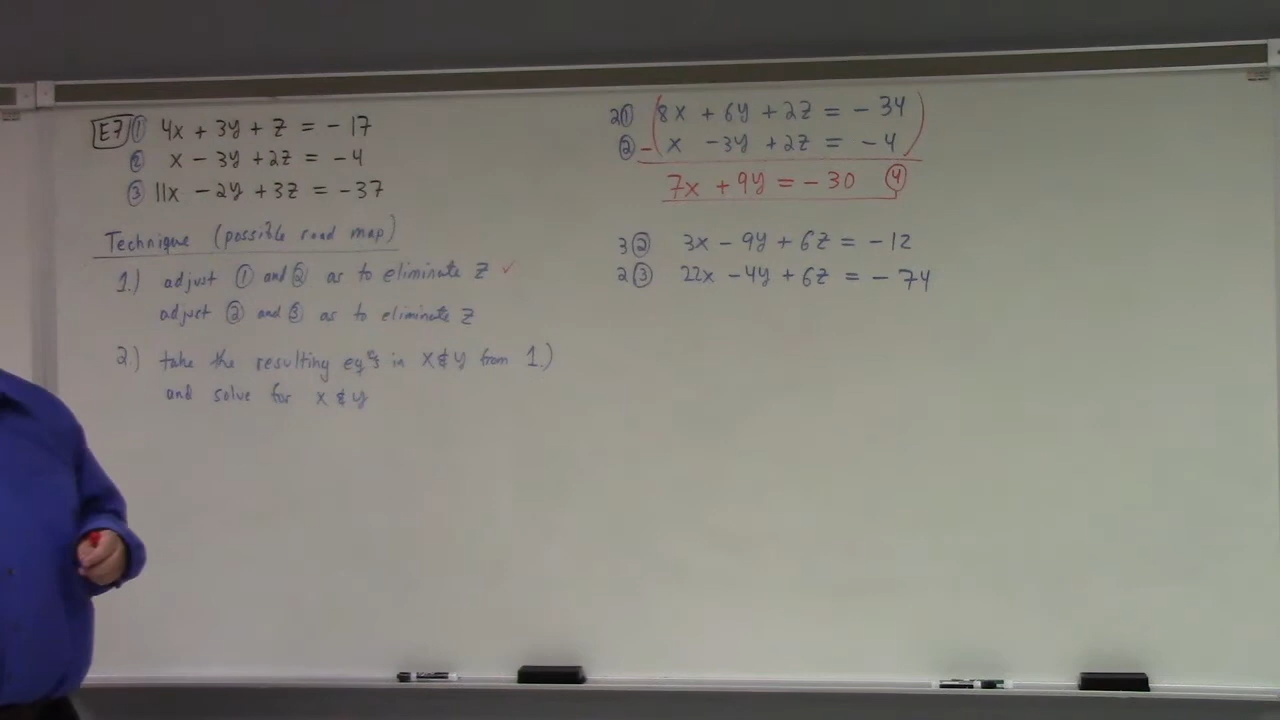 E7 ① 4x + 3y + z = -17
② x - 3y + 2z = -4
③ 11x - 2y + 3z = -37
Technique (possible road map)
1.) adjust ① and ② as to eliminate z ✓
adjust ② and ③ as to eliminate z
2.) take the resulting eq^ns in x & y from 1.)
and solve for x & y
2① (8x + 6y + 2z = -34
② - x - 3y + 2z = -4)
7x + 9y = -30 ④
3② 3x - 9y + 6z = -12
2③ 22x - 4y + 6z = -74